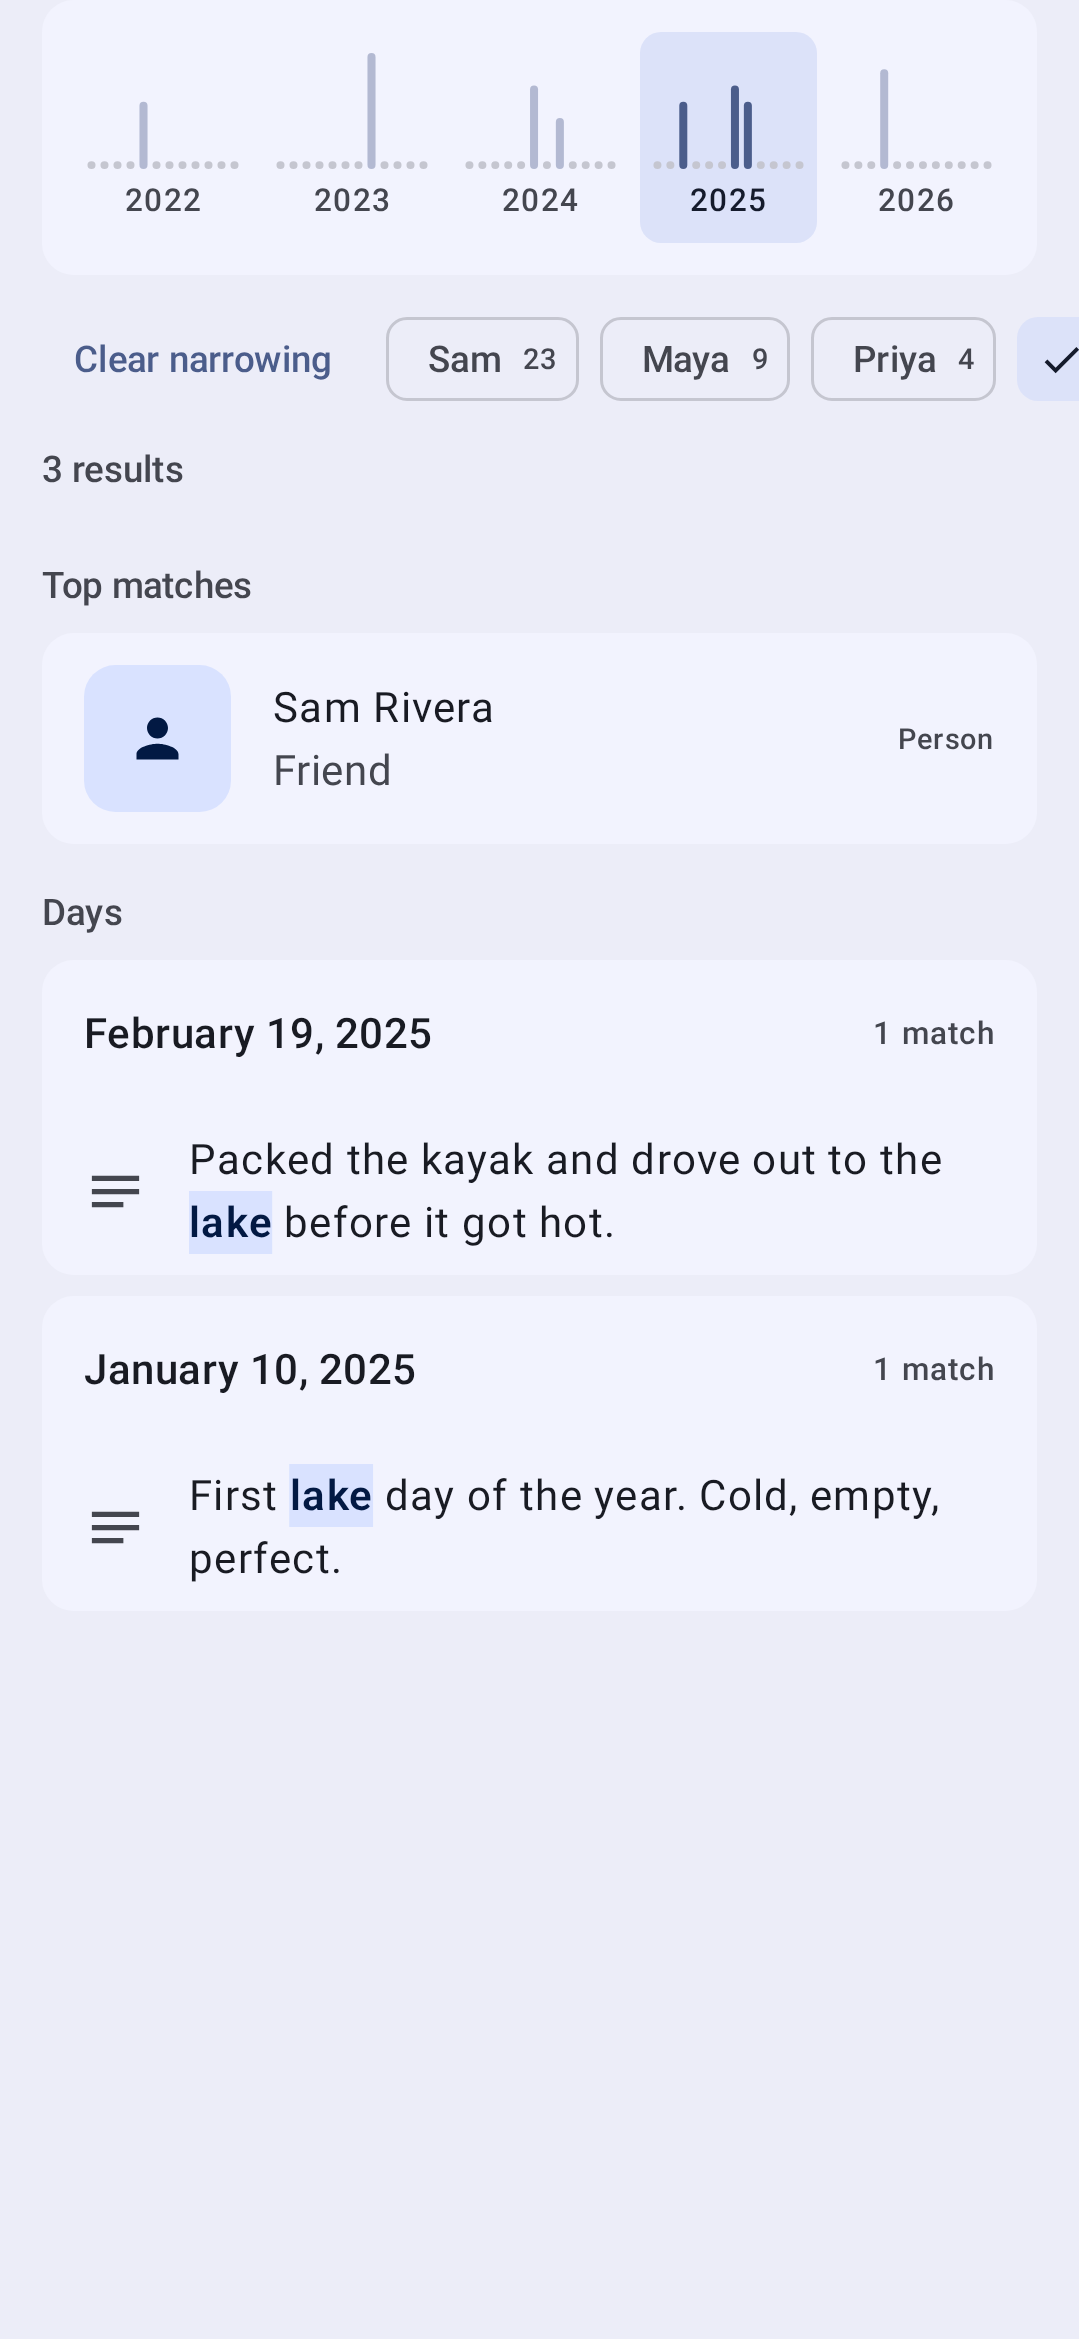 2022 2023 2024 2025 2026
Clear narrowing Sam 23 Maya 9 Priya 4
3 results
Top matches
Sam Rivera
Friend
Person
Days
February 19, 2025 1 match
Packed the kayak and drove out to the
lake before it got hot.
January 10, 2025 1 match
First lake day of the year. Cold, empty,
perfect.